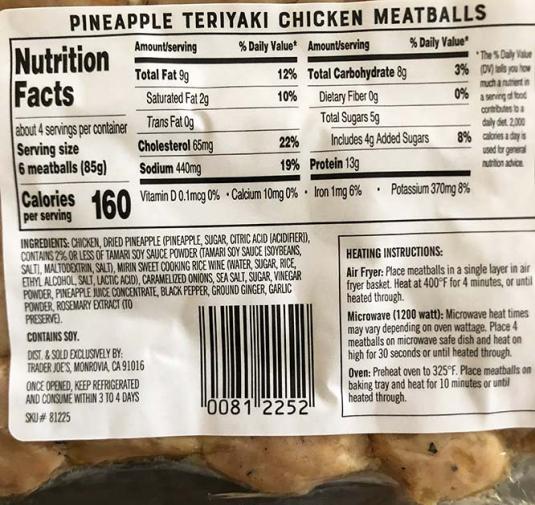 PINEAPPLE TERIYAKI CHICKEN MEATBALLS
Nutrition
Facts
about 4 servings per container
Serving size
6 meatballs (85g)
Calories
per serving 160
Amount/serving % Daily Value*
Total Fat 9g 12%
Saturated Fat 2g 10%
Trans Fat 0g
Cholesterol 65mg 22%
Sodium 440mg 19%
Amount/serving % Daily Value*
Total Carbohydrate 8g 3%
Dietary Fiber 0g 0%
Total Sugars 5g
Includes 4g Added Sugars 8%
Protein 13g
Vitamin D 0.1mcg 0% • Calcium 10mg 0% • Iron 1mg 6% • Potassium 370mg 8%
*The % Daily Value
(DV) tells you how
much a nutrient in
a serving of food
contributes to a
daily diet. 2,000
calories a day is
used for general
nutrition advice.
INGREDIENTS: CHICKEN, DRIED PINEAPPLE (PINEAPPLE, SUGAR, CITRIC ACID [ACIDIFIER]),
CONTAINS 2% OR LESS OF TAMARI SOY SAUCE POWDER (TAMARI SOY SAUCE [SOYBEANS,
SALT], MALTODEXTRIN, SALT), MIRIN SWEET COOKING RICE WINE (WATER, SUGAR, RICE,
ETHYL ALCOHOL, SALT, LACTIC ACID), CARAMELIZED ONIONS, SEA SALT, SUGAR, VINEGAR
POWDER, PINEAPPLE JUICE CONCENTRATE, BLACK PEPPER, GROUND GINGER, GARLIC
POWDER, ROSEMARY EXTRACT (TO
PRESERVE).
CONTAINS SOY.
DIST. & SOLD EXCLUSIVELY BY:
TRADER JOE'S, MONROVIA, CA 91016
ONCE OPENED, KEEP REFRIGERATED
AND CONSUME WITHIN 3 TO 4 DAYS
SKU# 81225
0081 2252
HEATING INSTRUCTIONS:
Air Fryer: Place meatballs in a single layer in air
fryer basket. Heat at 400°F for 4 minutes, or until
heated through.
Microwave (1200 watt): Microwave heat times
may vary depending on oven wattage. Place 4
meatballs on microwave safe dish and heat on
high for 30 seconds or until heated through.
Oven: Preheat oven to 325°F. Place meatballs on
baking tray and heat for 10 minutes or until
heated through.